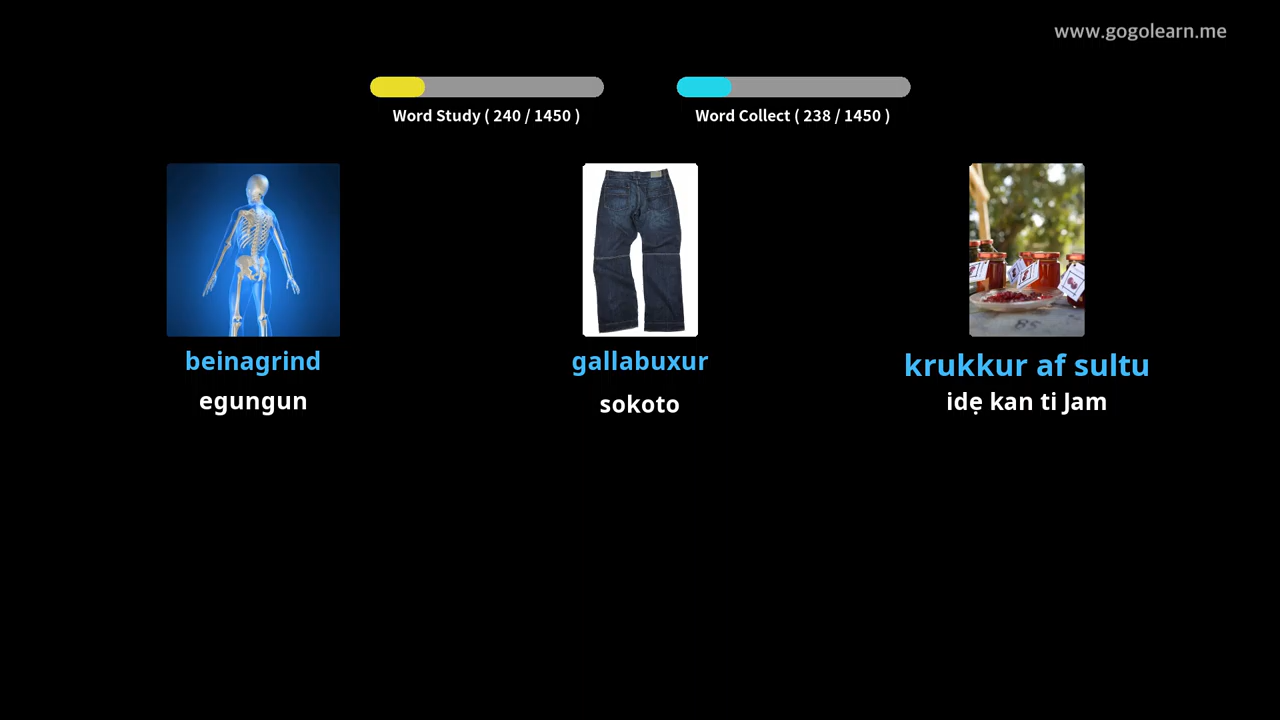 www.gogolearn.me
Word Study ( 240 / 1450 )
Word Collect ( 238 / 1450 )
beinagrind
gallabuxur
krukkur af sultu
egungun
sokoto
idẹ kan ti Jam